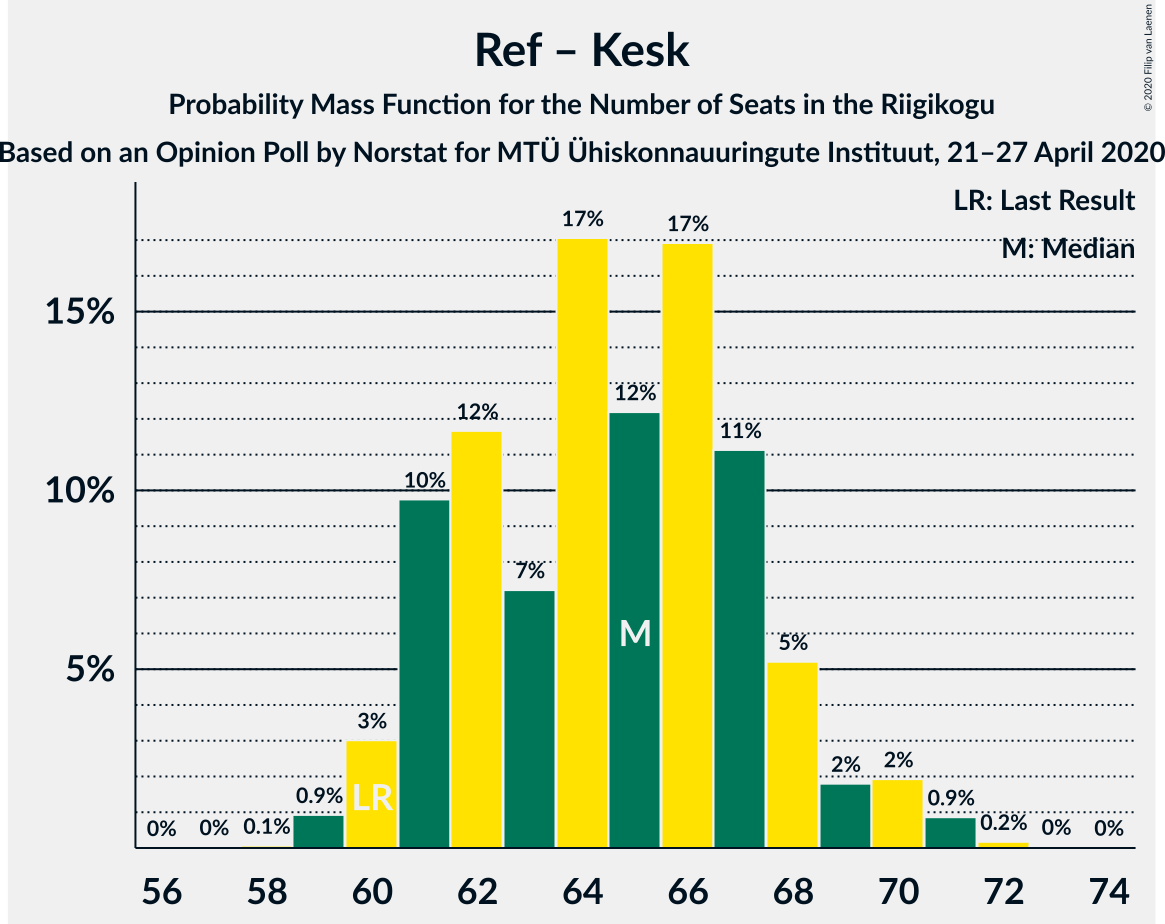 Ref – Kesk
Probability Mass Function for the Number of Seats in the Riigikogu
Based on an Opinion Poll by Norstat for MTÜ Ühiskonnauuringute Instituut, 21–27 April 2020
© 2020 Filip van Laenen
LR: Last Result
M: Median
15%
10%
5%
0%
0%
0.1%
0.9%
3%
10%
12%
7%
17%
12%
17%
11%
5%
2%
2%
0.9%
0.2%
0%
0%
LR
M
56 58 60 62 64 66 68 70 72 74